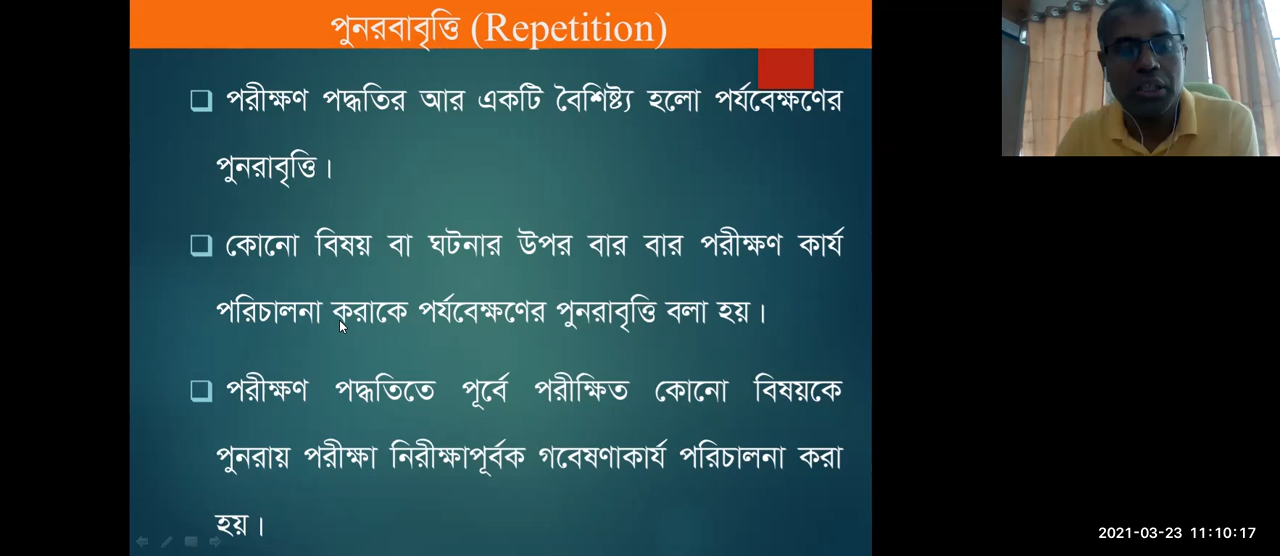 পুনরবাবৃত্তি (Repetition)
❑ পরীক্ষণ পদ্ধতির আর একটি বৈশিষ্ট্য হলো পর্যবেক্ষণের
পুনরাবৃত্তি।
❑ কোনো বিষয় বা ঘটনার উপর বার বার পরীক্ষণ কার্য
পরিচালনা করাকে পর্যবেক্ষণের পুনরাবৃত্তি বলা হয়।
❑ পরীক্ষণ পদ্ধতিতে পূর্বে পরীক্ষিত কোনো বিষয়কে
পুনরায় পরীক্ষা নিরীক্ষাপূর্বক গবেষণাকার্য পরিচালনা করা
হয়।
2021-03-23 11:10:17